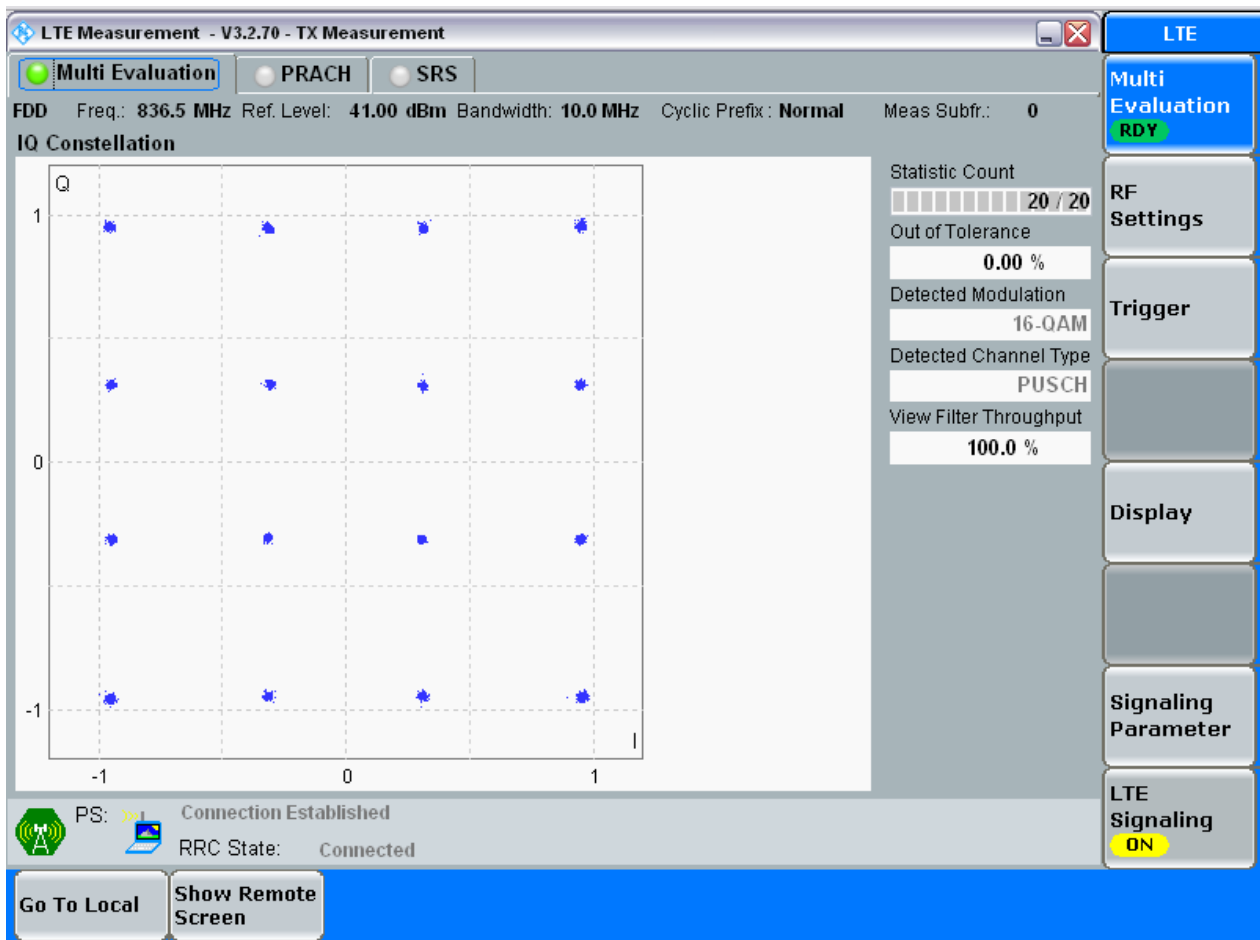 LTE Measurement - V3.2.70 - TX Measurement
LTE
Multi Evaluation
PRACH
SRS
FDD Freq.: 836.5 MHz Ref. Level: 41.00 dBm Bandwidth: 10.0 MHz Cyclic Prefix : Normal Meas Subfr.: 0
IQ Constellation
Q
1
0
-1
I
-1 0 1
Statistic Count
20 / 20
Out of Tolerance
0.00 %
Detected Modulation
16-QAM
Detected Channel Type
PUSCH
View Filter Throughput
100.0 %
Multi
Evaluation
RDY
RF
Settings
Trigger
Display
Signaling
Parameter
LTE
Signaling
ON
PS: Connection Established
RRC State: Connected
Go To Local
Show Remote
Screen